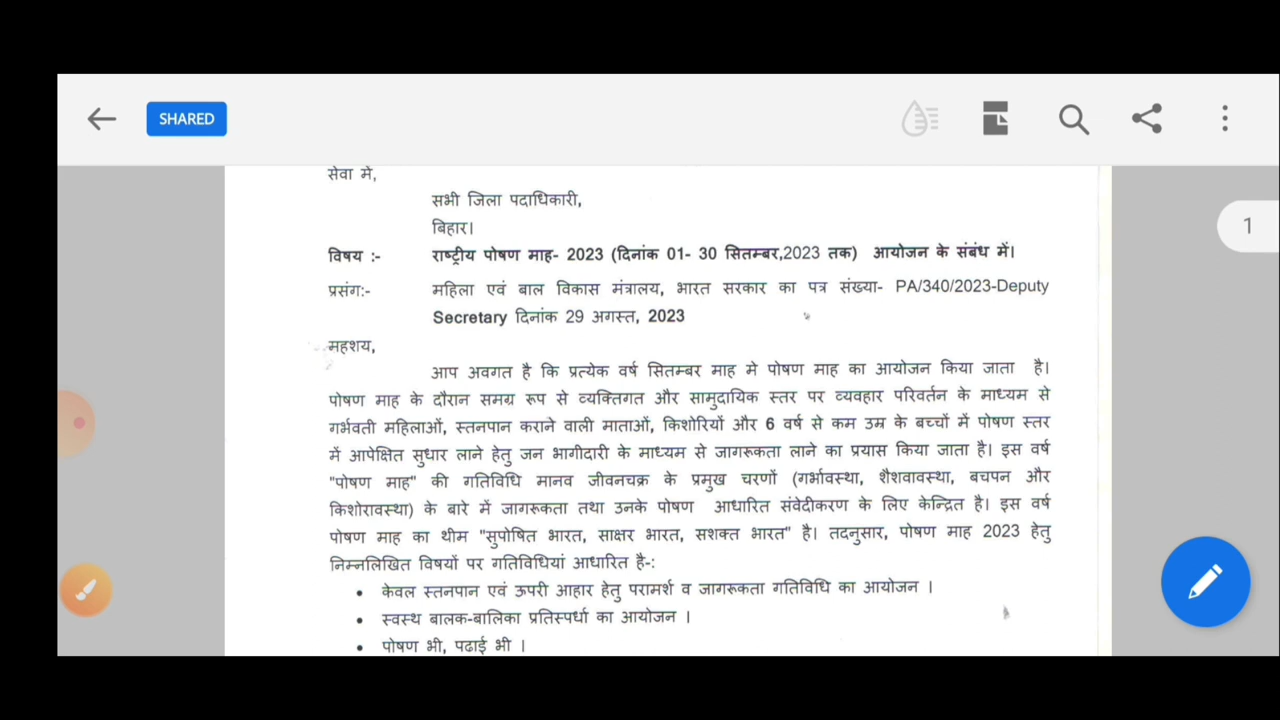 SHARED
1
सेवा में,
सभी जिला पदाधिकारी,
बिहार।
विषय :- राष्ट्रीय पोषण माह- 2023 (दिनांक 01- 30 सितम्बर,2023 तक) आयोजन के संबंध में।
प्रसंग:- महिला एवं बाल विकास मंत्रालय, भारत सरकार का पत्र संख्या- PA/340/2023-Deputy
Secretary दिनांक 29 अगस्त, 2023
महशय,
आप अवगत है कि प्रत्येक वर्ष सितम्बर माह मे पोषण माह का आयोजन किया जाता है।
पोषण माह के दौरान समग्र रूप से व्यक्तिगत और सामुदायिक स्तर पर व्यवहार परिवर्तन के माध्यम से
गर्भवती महिलाओं, स्तनपान कराने वाली माताओं, किशोरियों और 6 वर्ष से कम उम्र के बच्चों में पोषण स्तर
में आपेक्षित सुधार लाने हेतु जन भागीदारी के माध्यम से जागरूकता लाने का प्रयास किया जाता है। इस वर्ष
"पोषण माह" की गतिविधि मानव जीवनचक्र के प्रमुख चरणों (गर्भावस्था, शैशवावस्था, बचपन और
किशोरावस्था) के बारे में जागरूकता तथा उनके पोषण आधारित संवेदीकरण के लिए केन्द्रित है। इस वर्ष
पोषण माह का थीम "सुपोषित भारत, साक्षर भारत, सशक्त भारत" है। तदनुसार, पोषण माह 2023 हेतु
निम्नलिखित विषयों पर गतिविधियां आधारित है-:
• केवल स्तनपान एवं ऊपरी आहार हेतु परामर्श व जागरूकता गतिविधि का आयोजन ।
• स्वस्थ बालक-बालिका प्रतिस्पर्धा का आयोजन ।
• पोषण भी, पढाई भी ।